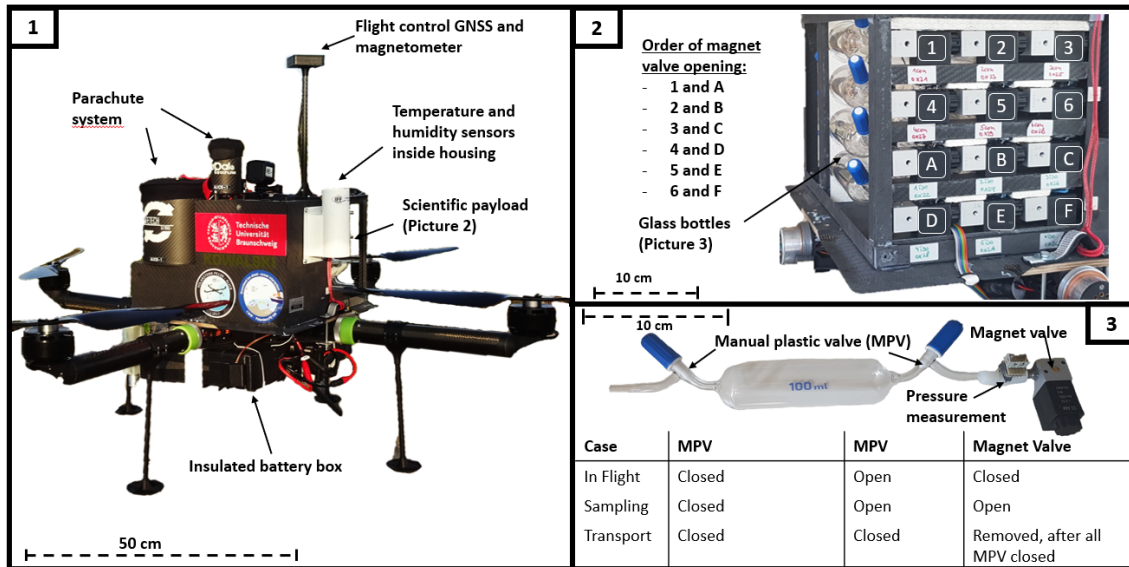 1
Flight control GNSS and
magnetometer
Parachute
system
Temperature and
humidity sensors
inside housing
Scientific payload
(Picture 2)
Technische
Universität
Braunschweig
Insulated battery box
50 cm
2
Order of magnet
valve opening:
- 1 and A
- 2 and B
- 3 and C
- 4 and D
- 5 and E
- 6 and F
Glass bottles
(Picture 3)
10 cm
1 2 3
4 5 6
A B C
D E F
3
10 cm
Manual plastic valve (MPV)
Magnet valve
100 ml
Pressure
measurement
Case MPV MPV Magnet Valve
In Flight Closed Open Closed
Sampling Closed Open Open
Transport Closed Closed Removed, after all
MPV closed